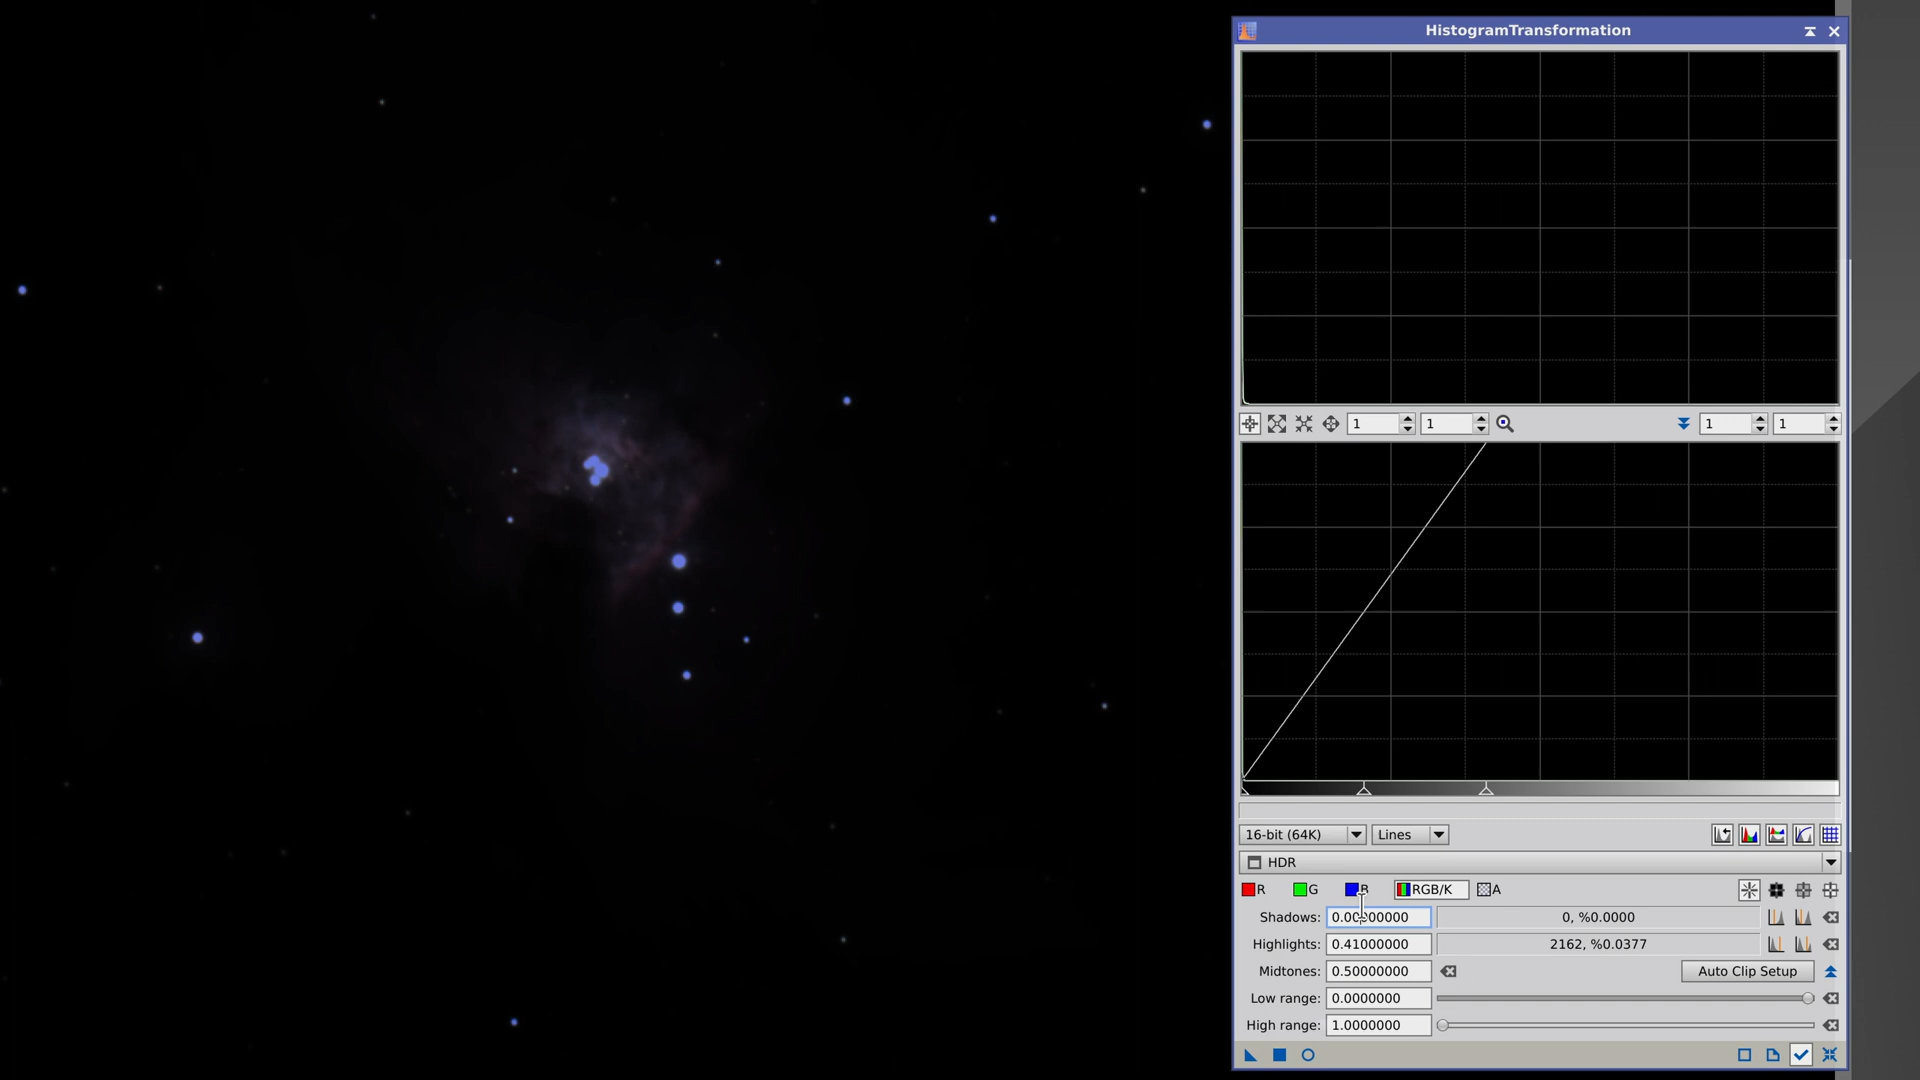 HistogramTransformation
1 1 1 1
16-bit (64K) Lines
HDR
R G B RGB/K A
Shadows: 0.00000000 0, %0.0000
Highlights: 0.41000000 2162, %0.0377
Midtones: 0.50000000 Auto Clip Setup
Low range: 0.0000000
High range: 1.0000000